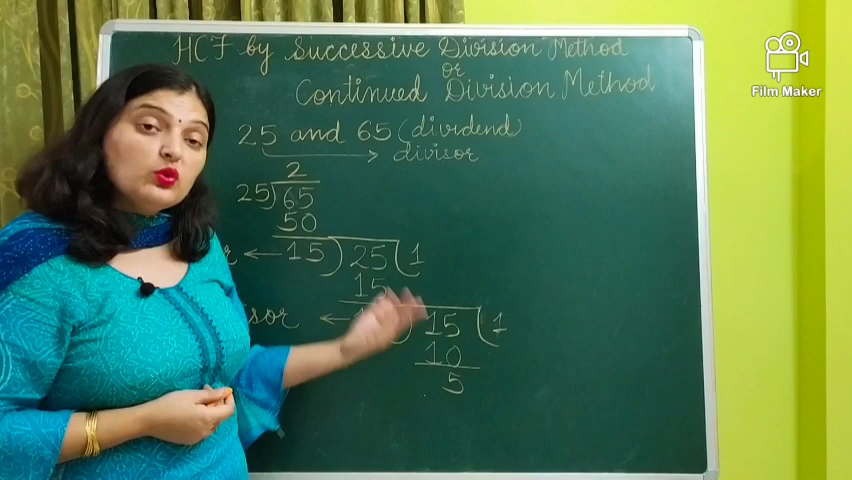 HCF by Successive Division Method
or
Continued Division Method
Film Maker
25 and 65 (dividend)
divisor
2
25)65
50
← 15)25(1
15
← )15(1
10
5